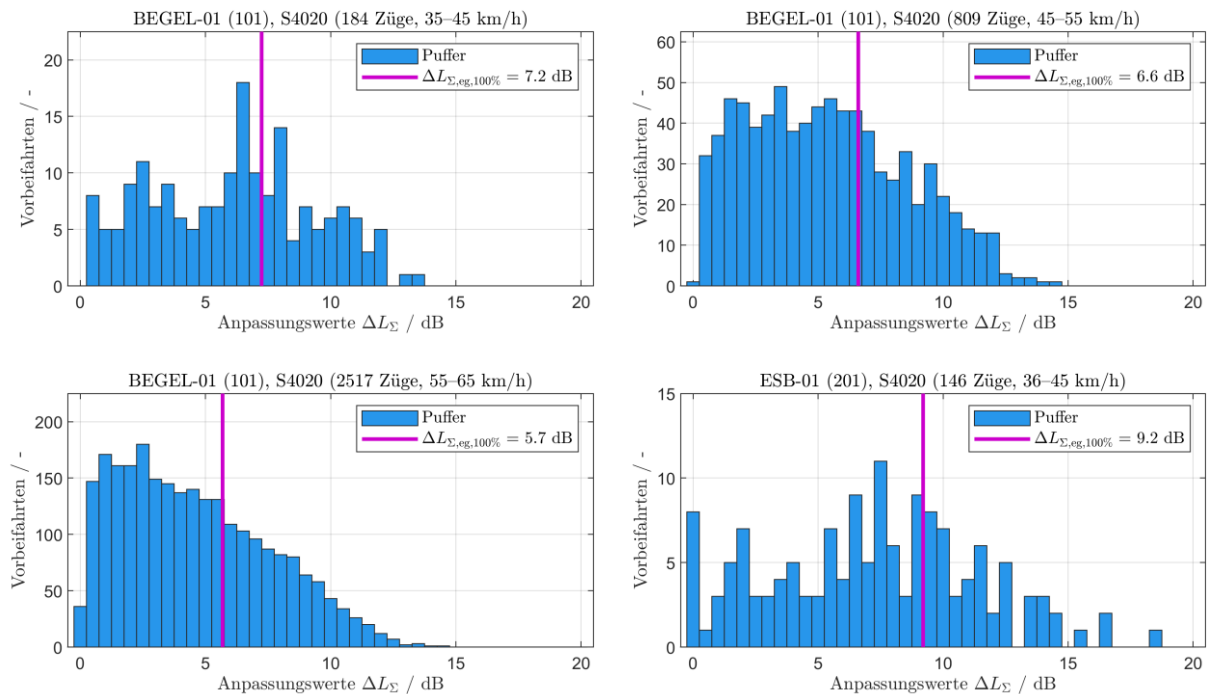 BEGEL-01 (101), S4020 (184 Züge, 35–45 km/h)
Puffer
ΔL_Σ,eg,100% = 7.2 dB
Vorbeifahrten / -
20
15
10
5
0
0 5 10 15 20
Anpassungswerte ΔL_Σ / dB
BEGEL-01 (101), S4020 (809 Züge, 45–55 km/h)
Puffer
ΔL_Σ,eg,100% = 6.6 dB
Vorbeifahrten / -
60
50
40
30
20
10
0
0 5 10 15 20
Anpassungswerte ΔL_Σ / dB
BEGEL-01 (101), S4020 (2517 Züge, 55–65 km/h)
Puffer
ΔL_Σ,eg,100% = 5.7 dB
Vorbeifahrten / -
200
150
100
50
0
0 5 10 15 20
Anpassungswerte ΔL_Σ / dB
ESB-01 (201), S4020 (146 Züge, 36–45 km/h)
Puffer
ΔL_Σ,eg,100% = 9.2 dB
Vorbeifahrten / -
15
10
5
0
0 5 10 15 20
Anpassungswerte ΔL_Σ / dB